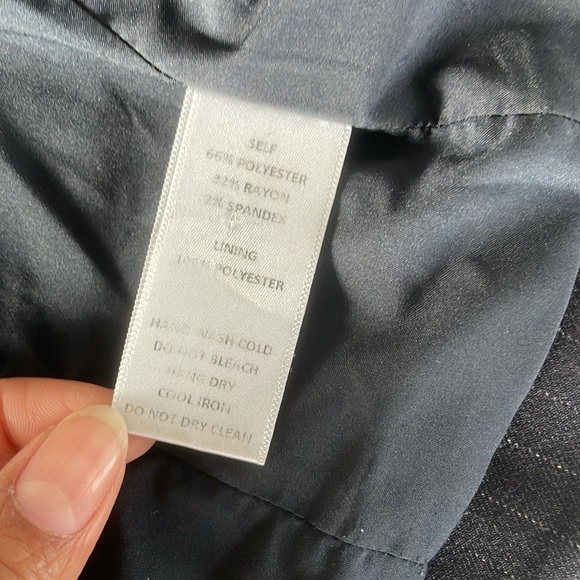 SELF
66% POLYESTER
32% RAYON
2% SPANDEX
LINING
100% POLYESTER
HAND WASH COLD
DO NOT BLEACH
HANG DRY
COOL IRON
DO NOT DRY CLEAN